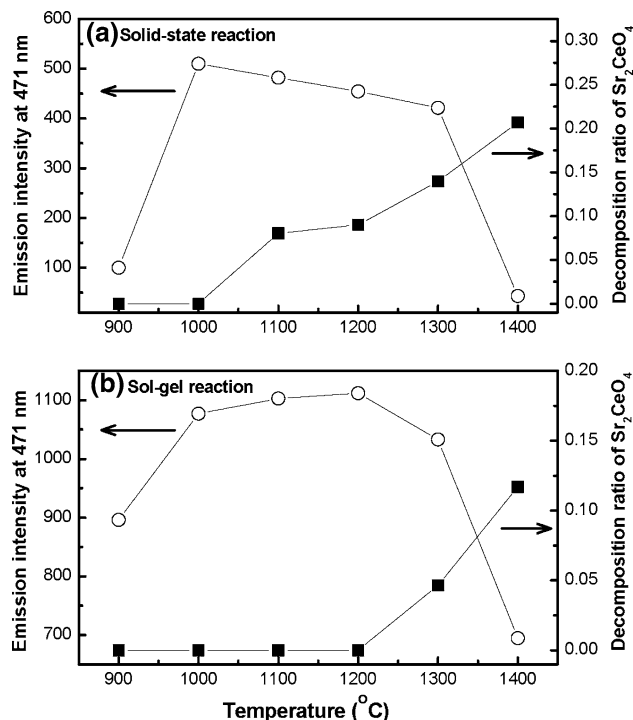 (a) Solid-state reaction
Emission intensity at 471 nm
600
500
400
300
200
100
Decomposition ratio of Sr₂CeO₄
0.30
0.25
0.20
0.15
0.10
0.05
0.00
900 1000 1100 1200 1300 1400
(b) Sol-gel reaction
Emission intensity at 471 nm
1100
1000
900
800
700
Decomposition ratio of Sr₂CeO₄
0.20
0.15
0.10
0.05
0.00
900 1000 1100 1200 1300 1400
Temperature (°C)